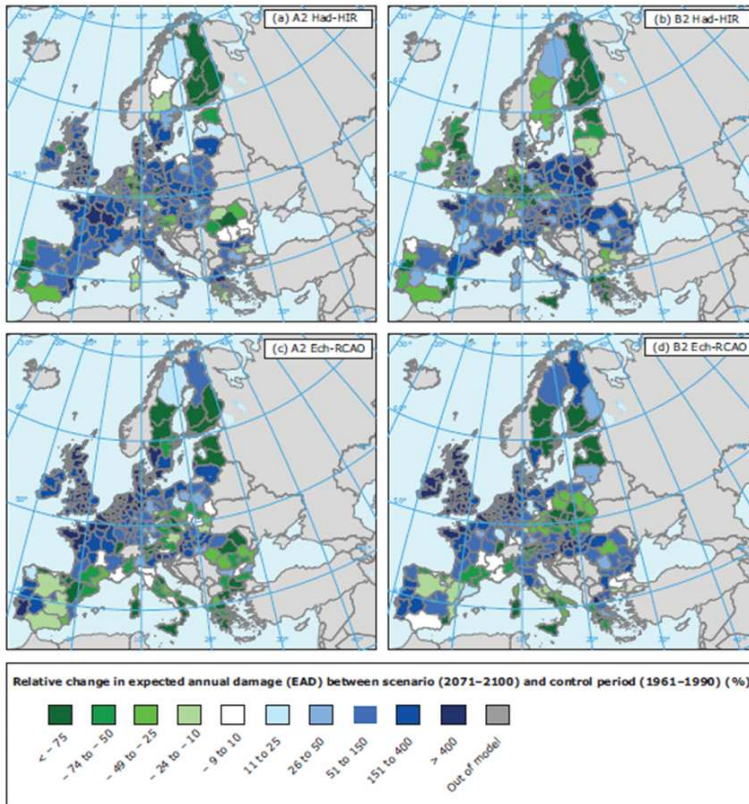 (a) A2 Had-HIR
(b) B2 Had-HIR
(c) A2 Ech-RCAO
(d) B2 Ech-RCAO
Relative change in expected annual damage (EAD) between scenario (2071–2100) and control period (1961–1990) (%)
< – 75
– 74 to – 50
– 49 to – 25
– 24 to – 10
– 9 to 10
11 to 25
26 to 50
51 to 150
151 to 400
> 400
Out of model